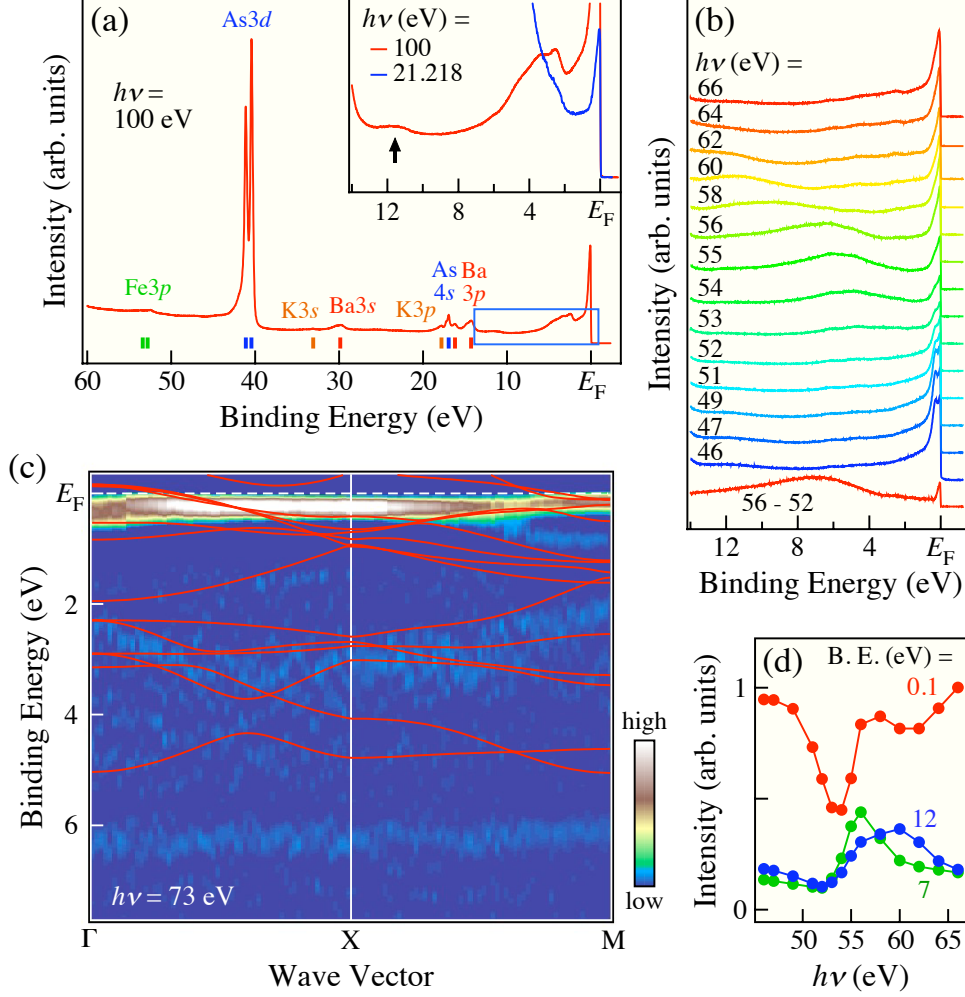 (a)
As3d
hν =
100 eV
hν (eV) =
100
21.218
12
8
4
E_F
Fe3p
K3s
Ba3s
K3p
As
4s
Ba
3p
60
50
40
30
20
10
E_F
Binding Energy (eV)
Intensity (arb. units)
(b)
hν (eV) =
66
64
62
60
58
56
55
54
53
52
51
49
47
46
56 - 52
12
8
4
E_F
Binding Energy (eV)
Intensity (arb. units)
(c)
E_F
2
4
6
Binding Energy (eV)
hν = 73 eV
Γ
X
M
Wave Vector
high
low
(d)
B. E. (eV) =
0.1
12
7
1
0
Intensity (arb. units)
50
55
60
65
hν (eV)